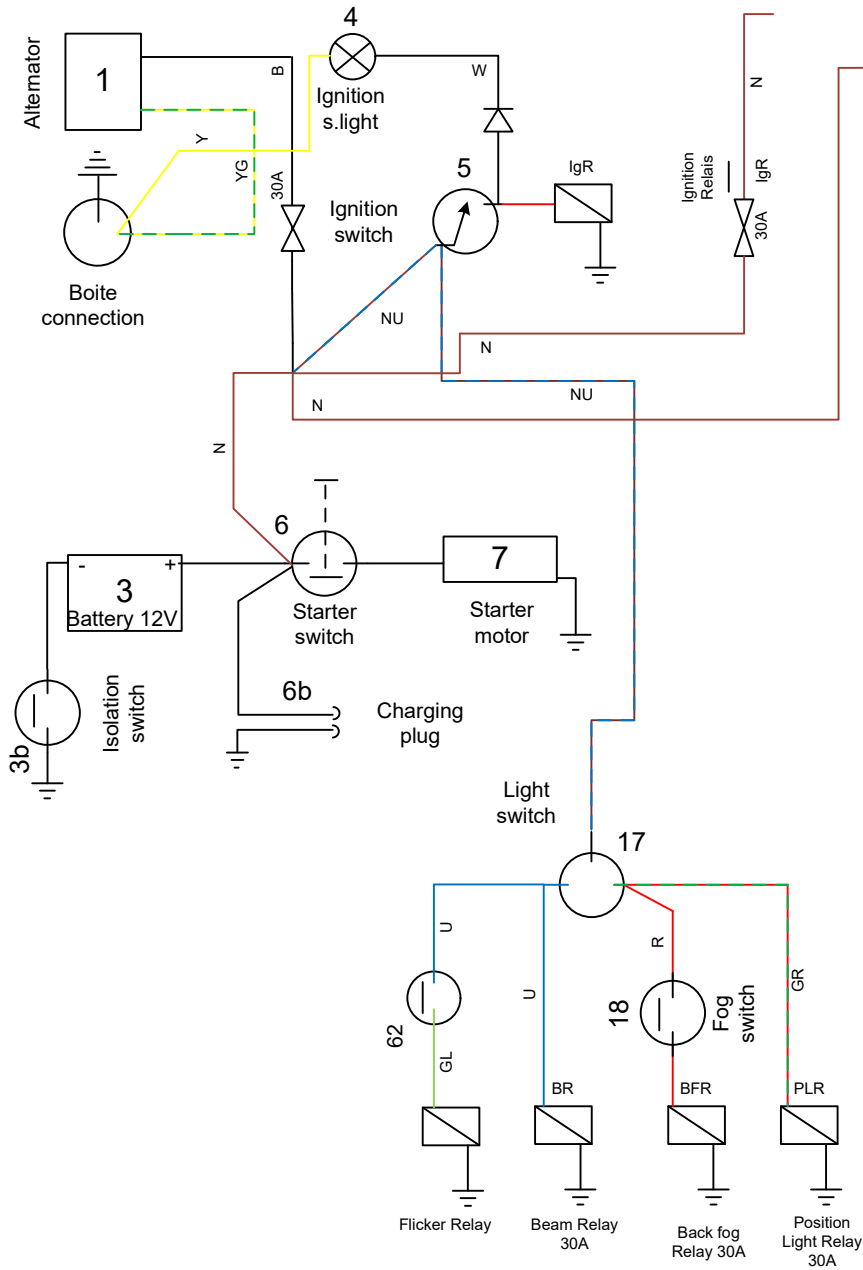 4
Alternator
1
B
W
Ignition
s.light
Y
YG
30A
5
IgR
Ignition
switch
N
Ignition
Relais
IgR
30A
Boite
connection
NU
N
N
NU
N
6
7
-
+
3
Battery 12V
Starter
switch
Starter
motor
6b
Charging
plug
Isolation
switch
3b
Light
switch
17
U
R
GR
U
18
Fog
switch
62
GL
BR
BFR
PLR
Flicker Relay
Beam Relay
30A
Back fog
Relay 30A
Position
Light Relay
30A